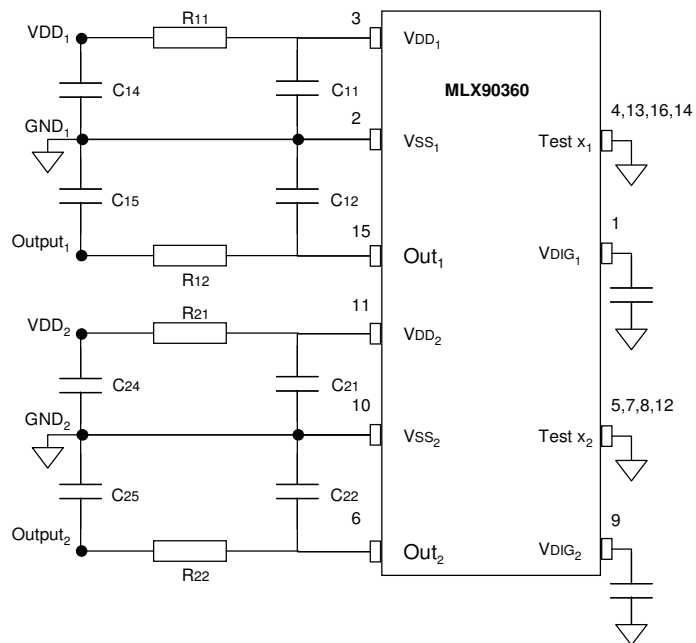 R11
3
VDD1
VDD1
C14
C11
MLX90360
4,13,16,14
GND1
2
VSS1
Test x1
C15
C12
1
Output1
15
Out1
VDIG1
R12
R21
11
VDD2
VDD2
C24
C21
5,7,8,12
GND2
10
VSS2
Test x2
C25
C22
9
Output2
6
Out2
VDIG2
R22